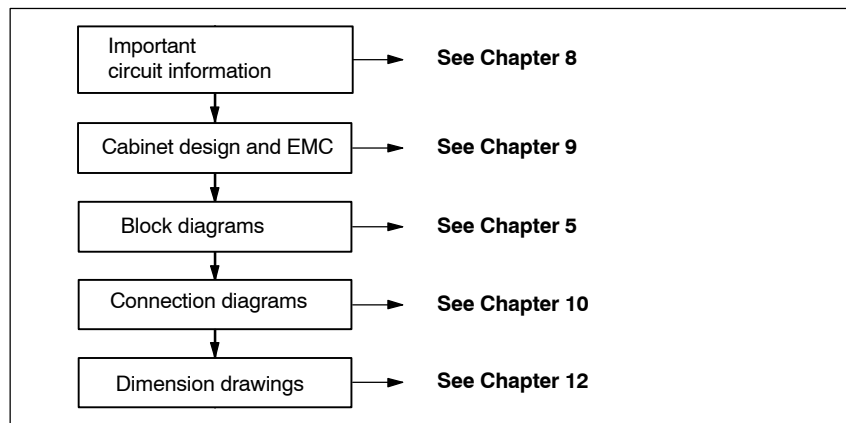 Important
circuit information
See Chapter 8
Cabinet design and EMC
See Chapter 9
Block diagrams
See Chapter 5
Connection diagrams
See Chapter 10
Dimension drawings
See Chapter 12